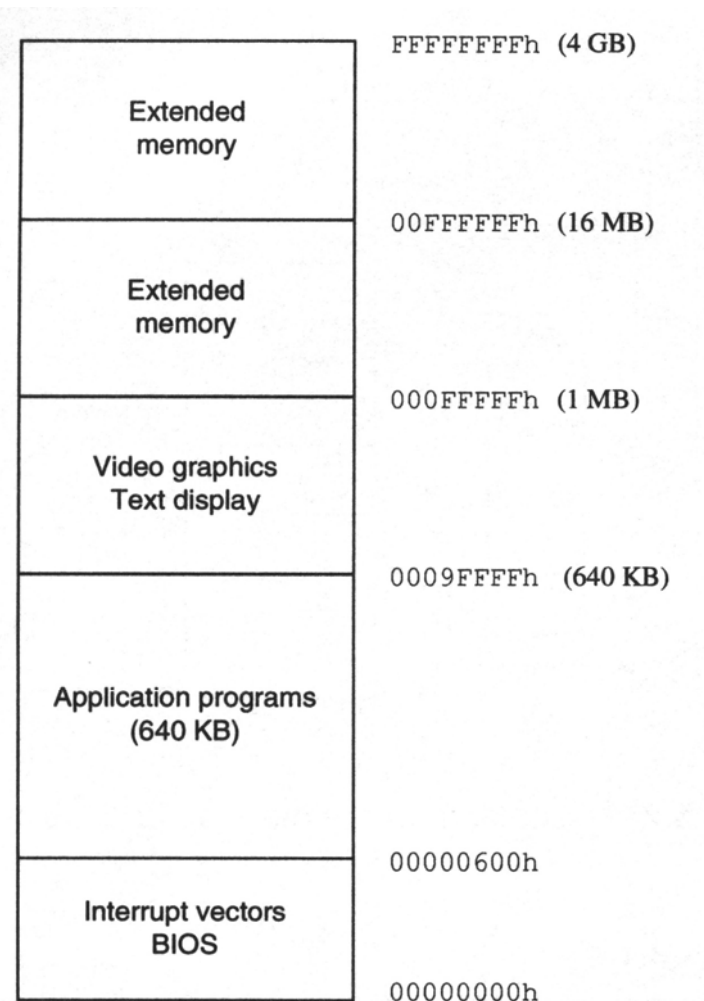 FFFFFFFFh (4 GB)
Extended
memory
00FFFFFFh (16 MB)
Extended
memory
000FFFFFh (1 MB)
Video graphics
Text display
0009FFFFh (640 KB)
Application programs
(640 KB)
00000600h
Interrupt vectors
BIOS
00000000h